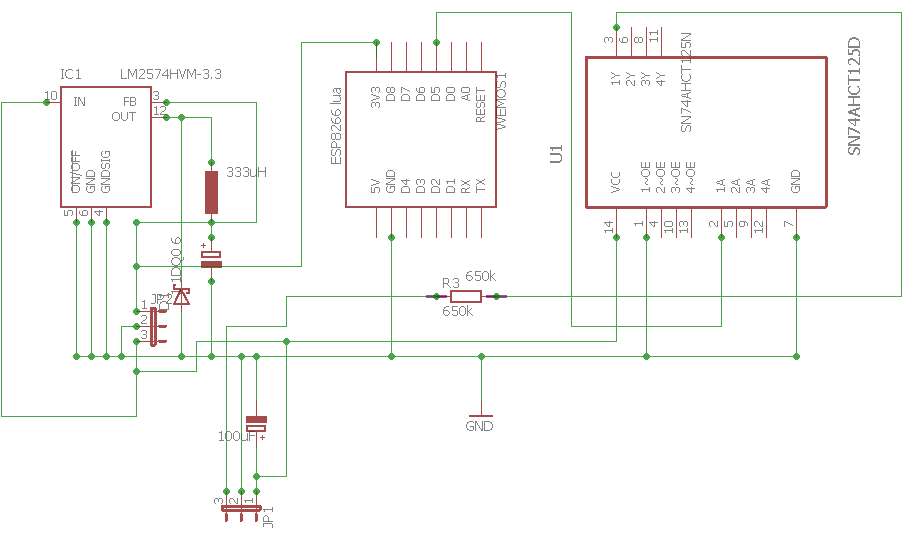 IC1
LM2574HVM-3.3
10
IN
FB
3
OUT
12
ON/OFF
GND
GNDSIG
5
6
4
333uH
1DQ06
JP2
1
2
3
100uF
3
2
1
JP1
ESP8266.lua
3V3
D8
D7
D6
D5
D0
A0
RESET
5V
GND
D4
D3
D2
D1
RX
TX
WEMOS1
R3
650k
650k
GND
U1
3
6
8
11
1Y
2Y
3Y
4Y
SN74AHCT125N
VCC
1~OE
2~OE
3~OE
4~OE
1A
2A
3A
4A
GND
14
1
4
10
13
2
5
9
12
7
SN74AHCT125D